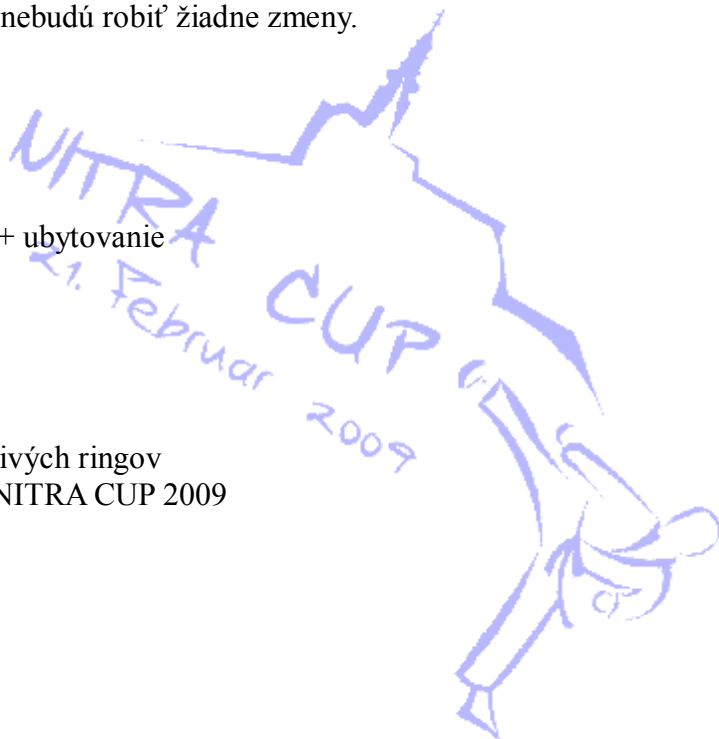 nebudú robiť žiadne zmeny.
NITRA CUP
21. Februar 2009
+ ubytovanie
ivých ringov
NITRA CUP 2009